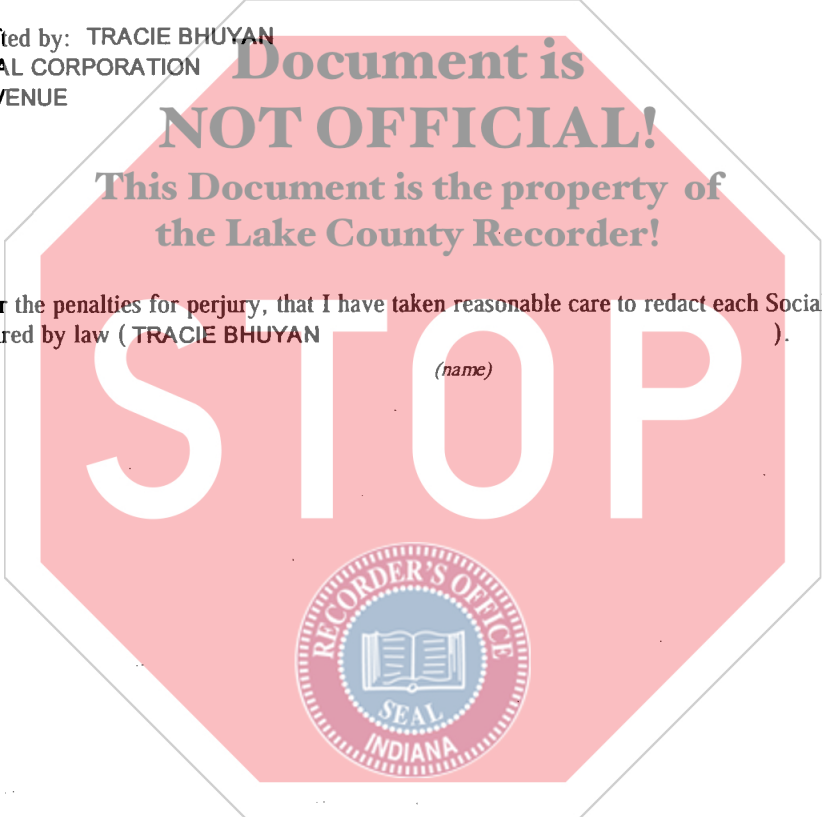 ted by: TRACIE BHUYAN
AL CORPORATION
VENUE
Document is
NOT OFFICIAL!
This Document is the property of
the Lake County Recorder!
r the penalties for perjury, that I have taken reasonable care to redact each Socia
red by law ( TRACIE BHUYAN ).
(name)
STOP
RECORDER'S OFFICE
SEAL
INDIANA